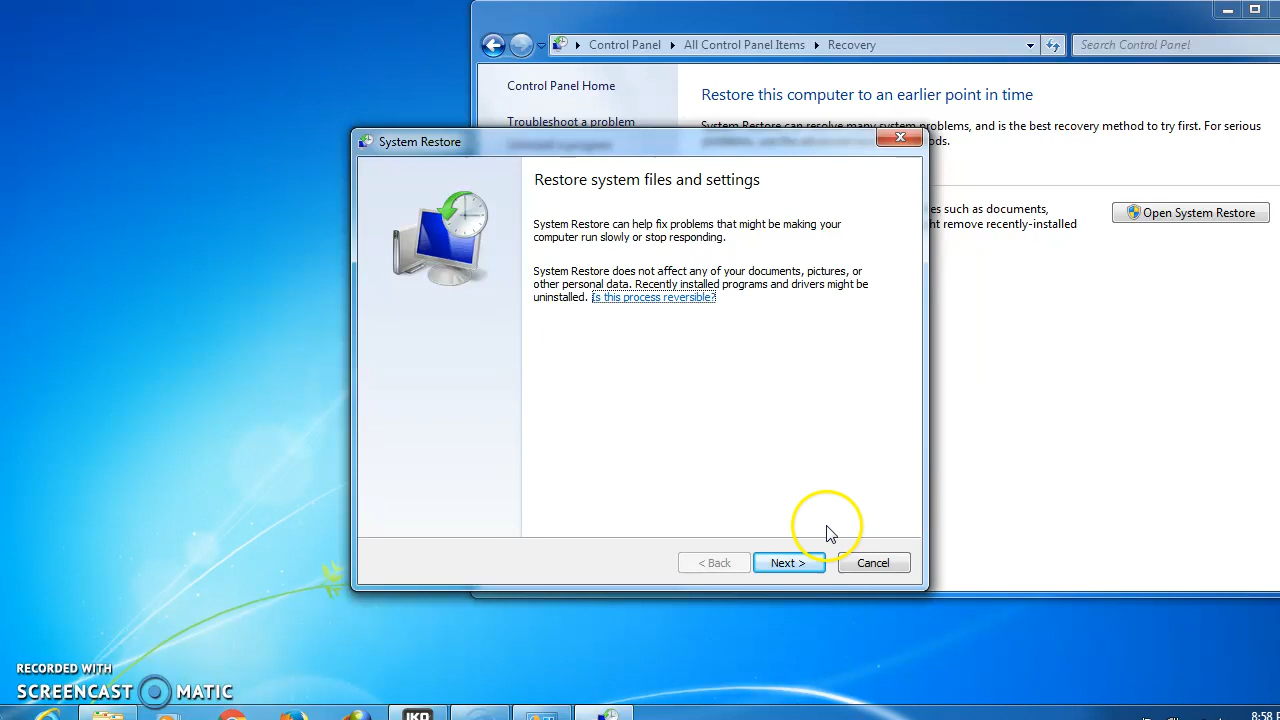 Control Panel
All Control Panel Items
Recovery
Search Control Panel
Control Panel Home
Restore this computer to an earlier point in time
Troubleshoot a problem
System Restore can resolve many system problems, and is the best recovery method to try first. For serious
System Restore
ods.
Restore system files and settings
es such as documents,
Open System Restore
ht remove recently-installed
System Restore can help fix problems that might be making your
computer run slowly or stop responding.
System Restore does not affect any of your documents, pictures, or
other personal data. Recently installed programs and drivers might be
uninstalled. Is this process reversible?
< Back
Next >
Cancel
RECORDED WITH
SCREENCAST MATIC
IKO
8:58